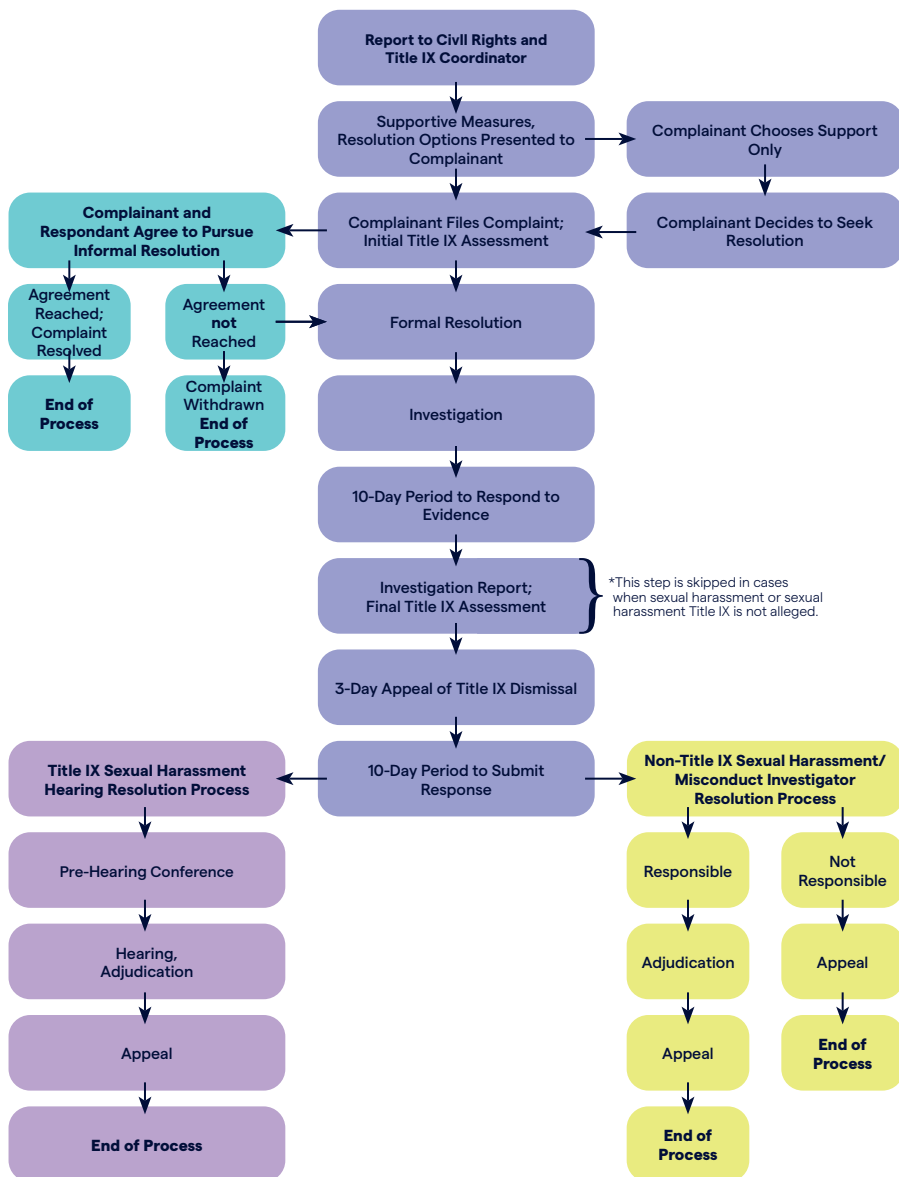 Report to Civil Rights and
Title IX Coordinator
Supportive Measures,
Resolution Options Presented to
Complainant
Complainant Chooses Support
Only
Complainant and
Respondant Agree to Pursue
Informal Resolution
Complainant Files Complaint;
Initial Title IX Assessment
Complainant Decides to Seek
Resolution
Agreement
Reached;
Complaint
Resolved
Agreement
not
Reached
Formal Resolution
End of
Process
Complaint
Withdrawn
End of
Process
Investigation
10-Day Period to Respond to
Evidence
Investigation Report;
Final Title IX Assessment
*This step is skipped in cases
when sexual harassment or sexual
harassment Title IX is not alleged.
3-Day Appeal of Title IX Dismissal
Title IX Sexual Harassment
Hearing Resolution Process
10-Day Period to Submit
Response
Non-Title IX Sexual Harassment/
Misconduct Investigator
Resolution Process
Pre-Hearing Conference
Responsible
Not
Responsible
Hearing,
Adjudication
Adjudication
Appeal
Appeal
Appeal
End of
Process
End of Process
End of
Process